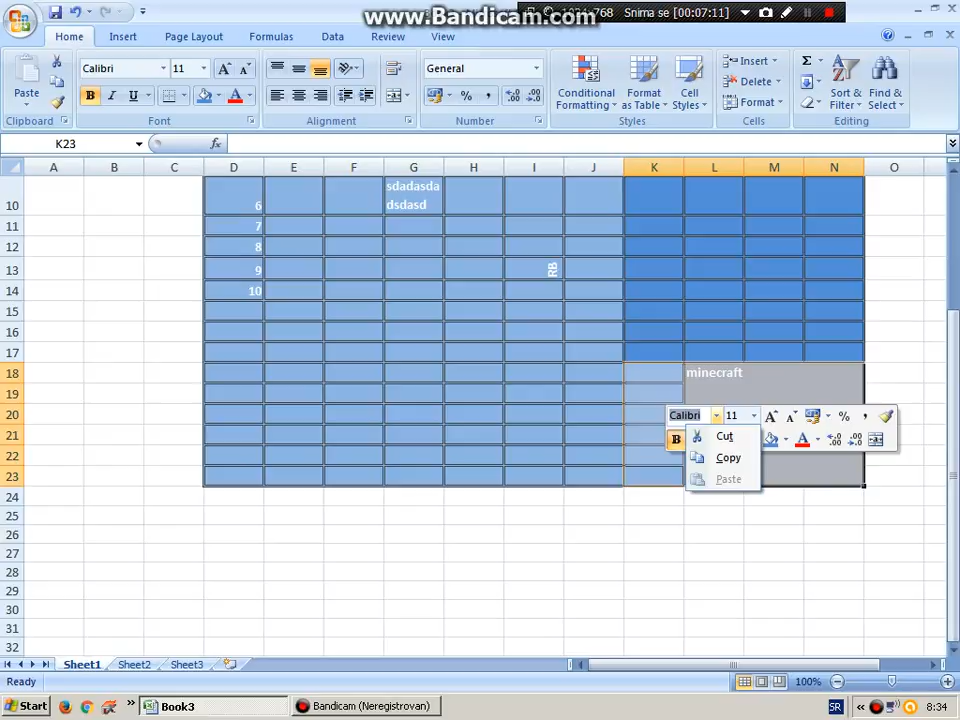 www.Bandicam.com
1024x768 Snima se [00:07:11]
Home Insert Page Layout Formulas Data Review View
Paste
Calibri 11
B I U
General
% ,
Conditional Formatting
Format as Table
Cell Styles
Insert
Delete
Format
Sort & Filter
Find & Select
Clipboard Font Alignment Number Styles Cells Editing
K23 fx
A B C D E F G H I J K L M N O
10 6 sdadasda
dsdasd
11 7
12 8
13 9 RB
14 10
15
16
17
18 minecraft
19
20
21
22
23
24
25
26
27
28
29
30
31
32
Calibri 11 A A % ,
B A
Cut
Copy
Paste
Sheet1 Sheet2 Sheet3
Ready 100%
Start Book3 Bandicam (Neregistrovan) SR 8:34